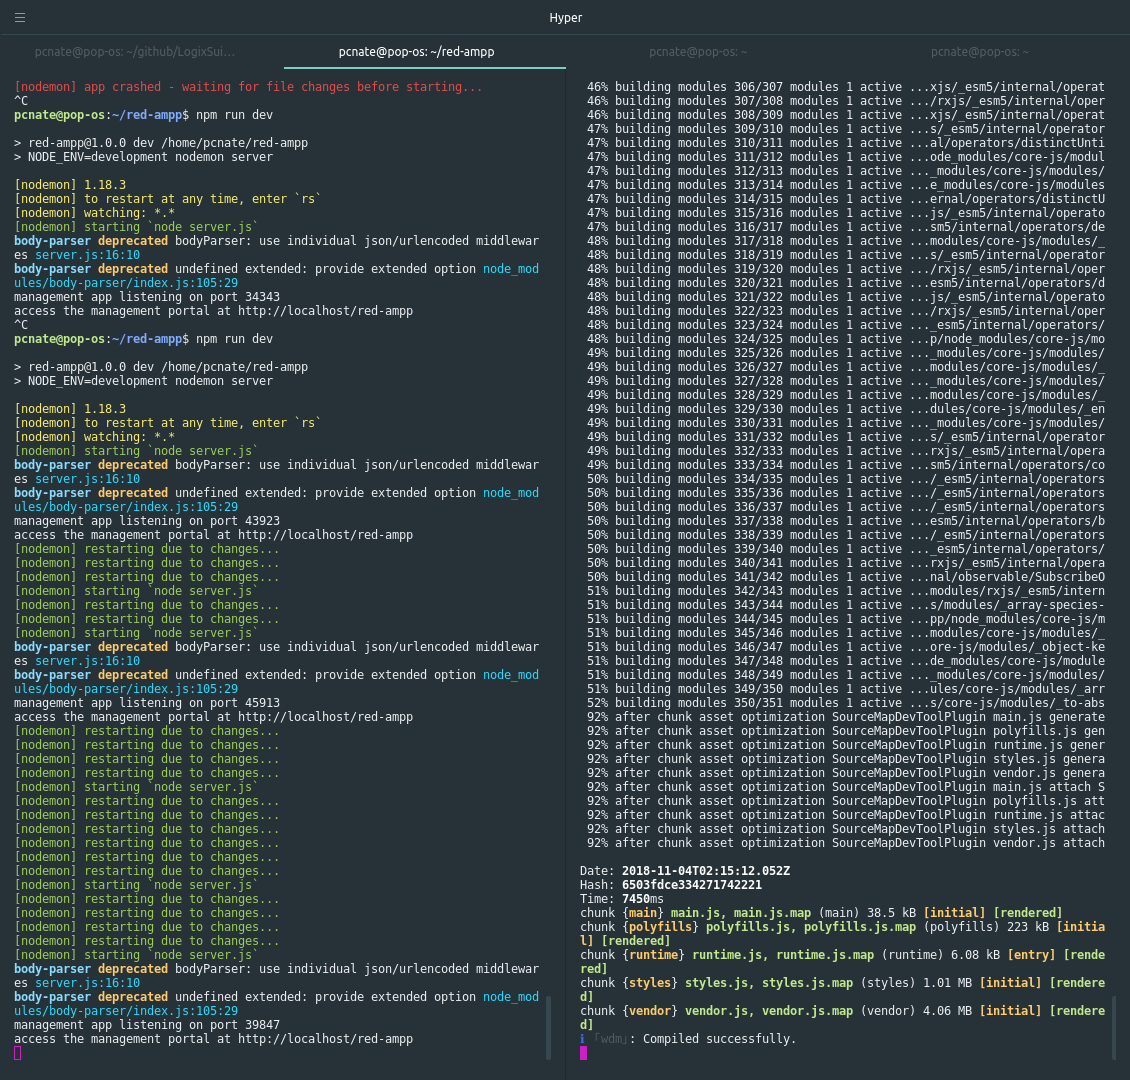 Hyper
pcnate@pop-os: ~/github/LogixSui…
pcnate@pop-os: ~/red-ampp
pcnate@pop-os: ~
pcnate@pop-os: ~
[nodemon] app crashed - waiting for file changes before starting...
^C
pcnate@pop-os:~/red-ampp$ npm run dev
> red-ampp@1.0.0 dev /home/pcnate/red-ampp
> NODE_ENV=development nodemon server
[nodemon] 1.18.3
[nodemon] to restart at any time, enter `rs`
[nodemon] watching: *.*
[nodemon] starting `node server.js`
body-parser deprecated bodyParser: use individual json/urlencoded middlewar
es server.js:16:10
body-parser deprecated undefined extended: provide extended option node_mod
ules/body-parser/index.js:105:29
management app listening on port 34343
access the management portal at http://localhost/red-ampp
^C
pcnate@pop-os:~/red-ampp$ npm run dev
> red-ampp@1.0.0 dev /home/pcnate/red-ampp
> NODE_ENV=development nodemon server
[nodemon] 1.18.3
[nodemon] to restart at any time, enter `rs`
[nodemon] watching: *.*
[nodemon] starting `node server.js`
body-parser deprecated bodyParser: use individual json/urlencoded middlewar
es server.js:16:10
body-parser deprecated undefined extended: provide extended option node_mod
ules/body-parser/index.js:105:29
management app listening on port 43923
access the management portal at http://localhost/red-ampp
[nodemon] restarting due to changes...
[nodemon] restarting due to changes...
[nodemon] restarting due to changes...
[nodemon] starting `node server.js`
[nodemon] restarting due to changes...
[nodemon] restarting due to changes...
[nodemon] starting `node server.js`
body-parser deprecated bodyParser: use individual json/urlencoded middlewar
es server.js:16:10
body-parser deprecated undefined extended: provide extended option node_mod
ules/body-parser/index.js:105:29
management app listening on port 45913
access the management portal at http://localhost/red-ampp
[nodemon] restarting due to changes...
[nodemon] restarting due to changes...
[nodemon] restarting due to changes...
[nodemon] restarting due to changes...
[nodemon] starting `node server.js`
[nodemon] restarting due to changes...
[nodemon] restarting due to changes...
[nodemon] restarting due to changes...
[nodemon] restarting due to changes...
[nodemon] restarting due to changes...
[nodemon] restarting due to changes...
[nodemon] starting `node server.js`
[nodemon] restarting due to changes...
[nodemon] restarting due to changes...
[nodemon] restarting due to changes...
[nodemon] restarting due to changes...
[nodemon] starting `node server.js`
body-parser deprecated bodyParser: use individual json/urlencoded middlewar
es server.js:16:10
body-parser deprecated undefined extended: provide extended option node_mod
ules/body-parser/index.js:105:29
management app listening on port 39847
access the management portal at http://localhost/red-ampp
46% building modules 306/307 modules 1 active ...xjs/_esm5/internal/operat
46% building modules 307/308 modules 1 active .../rxjs/_esm5/internal/oper
46% building modules 308/309 modules 1 active ...xjs/_esm5/internal/operat
47% building modules 309/310 modules 1 active ...s/_esm5/internal/operator
47% building modules 310/311 modules 1 active ...al/operators/distinctUnti
47% building modules 311/312 modules 1 active ...ode_modules/core-js/modul
47% building modules 312/313 modules 1 active ..._modules/core-js/modules/
47% building modules 313/314 modules 1 active ...e_modules/core-js/modules
47% building modules 314/315 modules 1 active ...ernal/operators/distinctU
47% building modules 315/316 modules 1 active ...js/_esm5/internal/operato
47% building modules 316/317 modules 1 active ...sm5/internal/operators/de
48% building modules 317/318 modules 1 active ...modules/core-js/modules/_
48% building modules 318/319 modules 1 active ...s/_esm5/internal/operator
48% building modules 319/320 modules 1 active .../rxjs/_esm5/internal/oper
48% building modules 320/321 modules 1 active ...esm5/internal/operators/d
48% building modules 321/322 modules 1 active ...js/_esm5/internal/operato
48% building modules 322/323 modules 1 active .../rxjs/_esm5/internal/oper
48% building modules 323/324 modules 1 active ..._esm5/internal/operators/
48% building modules 324/325 modules 1 active ...p/node_modules/core-js/mo
49% building modules 325/326 modules 1 active ..._modules/core-js/modules/
49% building modules 326/327 modules 1 active ...modules/core-js/modules/_
49% building modules 327/328 modules 1 active ..._modules/core-js/modules/
49% building modules 328/329 modules 1 active ...modules/core-js/modules/_
49% building modules 329/330 modules 1 active ...dules/core-js/modules/_en
49% building modules 330/331 modules 1 active ..._modules/core-js/modules/
49% building modules 331/332 modules 1 active ...s/_esm5/internal/operator
49% building modules 332/333 modules 1 active ...rxjs/_esm5/internal/opera
49% building modules 333/334 modules 1 active ...sm5/internal/operators/co
50% building modules 334/335 modules 1 active .../_esm5/internal/operators
50% building modules 335/336 modules 1 active .../_esm5/internal/operators
50% building modules 336/337 modules 1 active .../_esm5/internal/operators
50% building modules 337/338 modules 1 active ...esm5/internal/operators/b
50% building modules 338/339 modules 1 active .../_esm5/internal/operators
50% building modules 339/340 modules 1 active ..._esm5/internal/operators/
50% building modules 340/341 modules 1 active ...rxjs/_esm5/internal/opera
50% building modules 341/342 modules 1 active ...nal/observable/SubscribeO
51% building modules 342/343 modules 1 active ...modules/rxjs/_esm5/intern
51% building modules 343/344 modules 1 active ...s/modules/_array-species-
51% building modules 344/345 modules 1 active ...pp/node_modules/core-js/m
51% building modules 345/346 modules 1 active ...modules/core-js/modules/_
51% building modules 346/347 modules 1 active ...ore-js/modules/_object-ke
51% building modules 347/348 modules 1 active ...de_modules/core-js/module
51% building modules 348/349 modules 1 active ..._modules/core-js/modules/
51% building modules 349/350 modules 1 active ...ules/core-js/modules/_arr
52% building modules 350/351 modules 1 active ...s/core-js/modules/_to-abs
92% after chunk asset optimization SourceMapDevToolPlugin main.js generate
92% after chunk asset optimization SourceMapDevToolPlugin polyfills.js gen
92% after chunk asset optimization SourceMapDevToolPlugin runtime.js gener
92% after chunk asset optimization SourceMapDevToolPlugin styles.js genera
92% after chunk asset optimization SourceMapDevToolPlugin vendor.js genera
92% after chunk asset optimization SourceMapDevToolPlugin main.js attach S
92% after chunk asset optimization SourceMapDevToolPlugin polyfills.js att
92% after chunk asset optimization SourceMapDevToolPlugin runtime.js attac
92% after chunk asset optimization SourceMapDevToolPlugin styles.js attach
92% after chunk asset optimization SourceMapDevToolPlugin vendor.js attach
Date: 2018-11-04T02:15:12.052Z
Hash: 6503fdce334271742221
Time: 7450ms
chunk {main} main.js, main.js.map (main) 38.5 kB [initial] [rendered]
chunk {polyfills} polyfills.js, polyfills.js.map (polyfills) 223 kB [initia
l] [rendered]
chunk {runtime} runtime.js, runtime.js.map (runtime) 6.08 kB [entry] [rende
red]
chunk {styles} styles.js, styles.js.map (styles) 1.01 MB [initial] [rendere
d]
chunk {vendor} vendor.js, vendor.js.map (vendor) 4.06 MB [initial] [rendere
d]
ℹ ｢wdm｣: Compiled successfully.